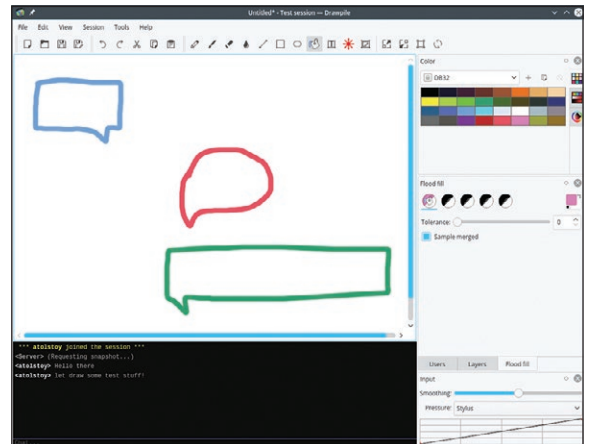 Untitled* - Test session — Drawpile
File Edit View Session Tools Help
Color
DB32
Flood fill
Tolerance: 0
Sample merged
*** atolstoy joined the session ***
<Server> (Requesting snapshot...)
<atolstoy> Hello there
<atolstoy> let draw some test stuff!
Users Layers Flood fill
Input
Smoothing:
Pressure: Stylus